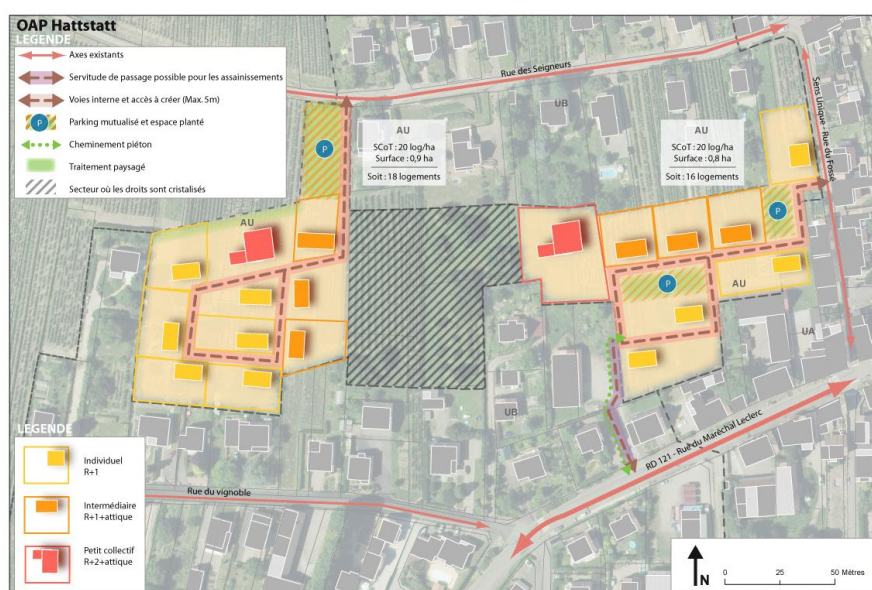 OAP Hattstatt
LEGENDE
Axes existants
Servitude de passage possible pour les assainissements
Voies interne et accès à créer (Max. 5m)
P
Parking mutualisé et espace planté
Cheminement piéton
Traitement paysagé
Secteur où les droits sont cristalisés
Rue des Seigneurs
Sens Unique - Rue du Fossé
UB
P
AU
SCoT : 20 log/ha
Surface : 0,9 ha
Soit : 18 logements
AU
SCoT : 20 log/ha
Surface : 0,8 ha
Soit : 16 logements
AU
P
P
AU
UA
UB
RD 121 - Rue du Maréchal Leclerc
Rue du vignoble
LEGENDE
Individuel
R+1
Intermédiaire
R+1+attique
Petit collectif
R+2+attique
N
0 25 50 Mètres